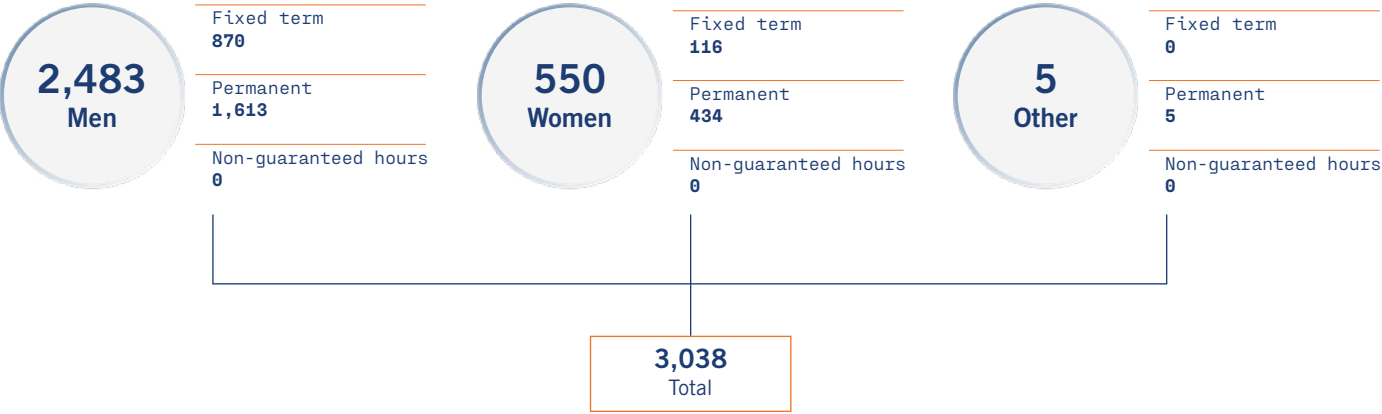 2,483
Men
Fixed term
870
Permanent
1,613
Non-guaranteed hours
0
550
Women
Fixed term
116
Permanent
434
Non-guaranteed hours
0
5
Other
Fixed term
0
Permanent
5
Non-guaranteed hours
0
3,038
Total